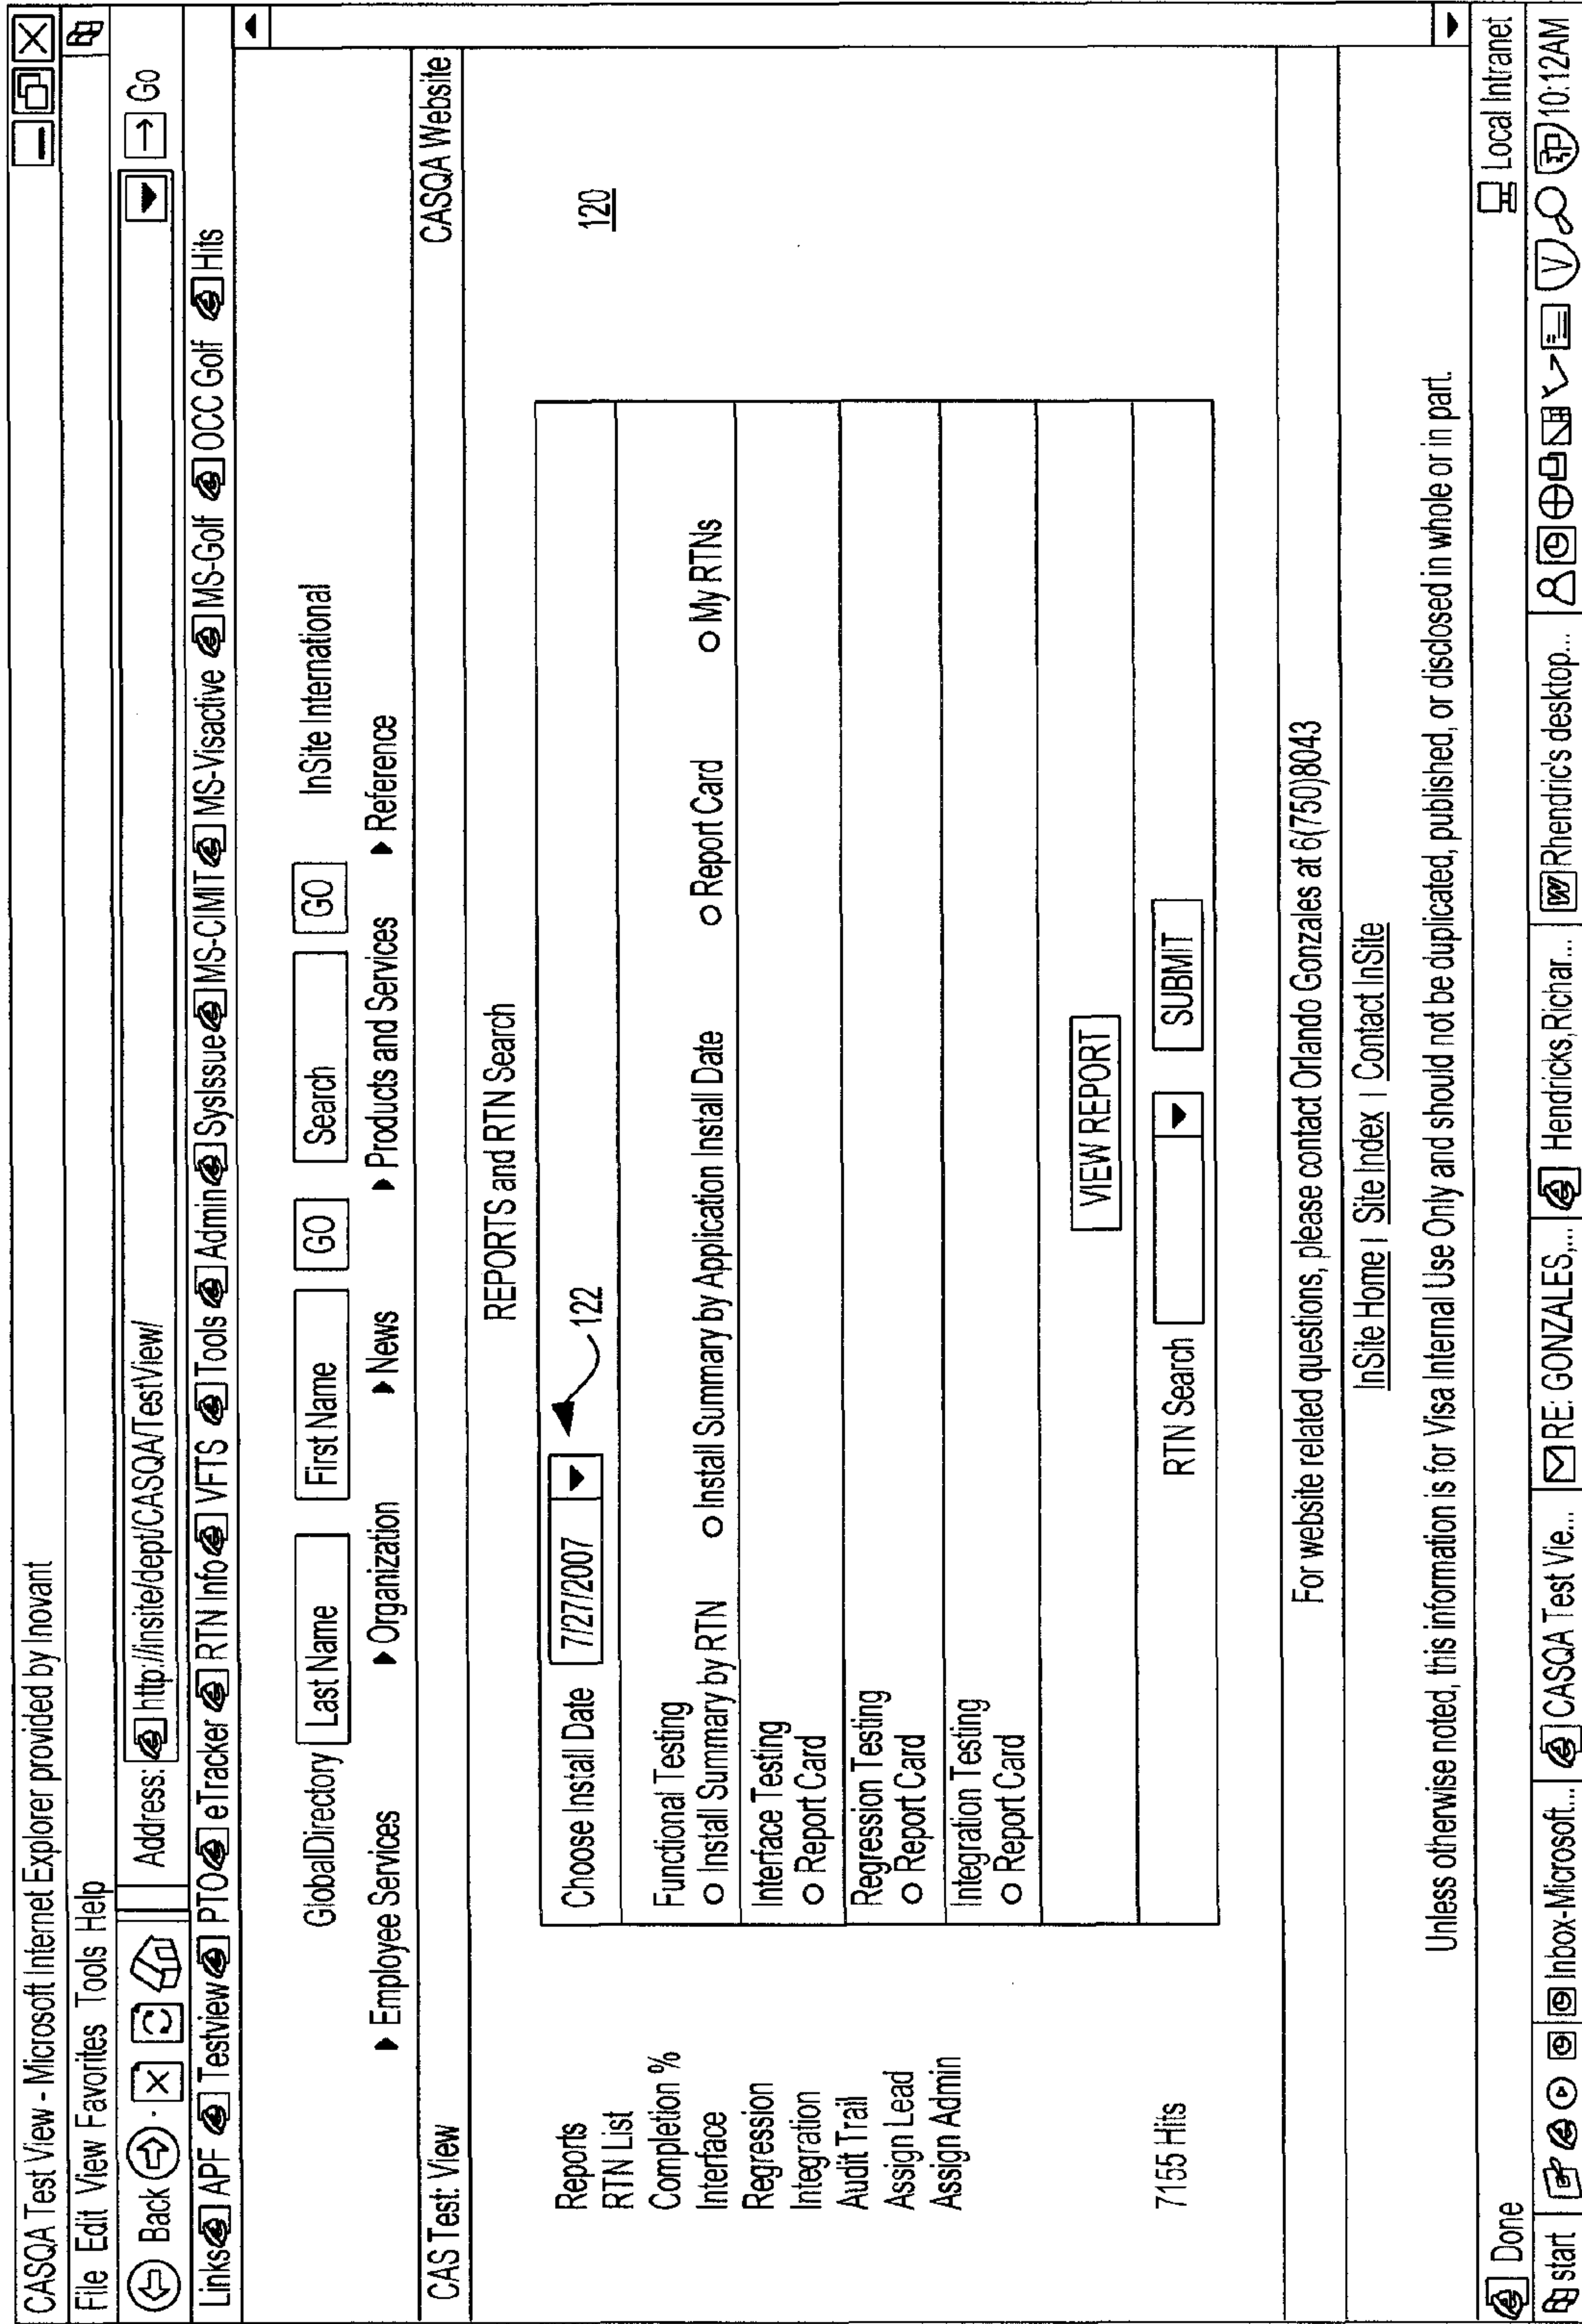 CASQA Test View - Microsoft Internet Explorer provided by Inovant
File Edit View Favorites Tools Help
Back Address: http://insite/dept/CASQA/TestView/ Go
Links APF Testview PTO eTracker RTN Info VFTS Tools Admin SysIssue MS-CIMIT MS-Visactive MS-Golf OCC Golf Hits
GlobalDirectory Last Name First Name GO Search GO InSite International
Employee Services Organization News Products and Services Reference
CAS Test: View CASQA Website
REPORTS and RTN Search
120
Reports
RTN List
Completion %
Interface
Regression
Integration
Audit Trail
Assign Lead
Assign Admin
7155 Hits
Choose Install Date 7/27/2007 122
Functional Testing
Install Summary by RTN Install Summary by Application Install Date Report Card My RTNs
Interface Testing
Report Card
Regression Testing
Report Card
Integration Testing
Report Card
VIEW REPORT
RTN Search SUBMIT
For website related questions, please contact Orlando Gonzales at 6(750)8043
InSite Home | Site Index | Contact InSite
Unless otherwise noted, this information is for Visa Internal Use Only and should not be duplicated, published, or disclosed in whole or in part.
Done Local Intranet
start Inbox-Microsoft... CASQA Test Vie... RE: GONZALES,... Hendricks,Richar... W Rhendric's desktop... V 10:12AM